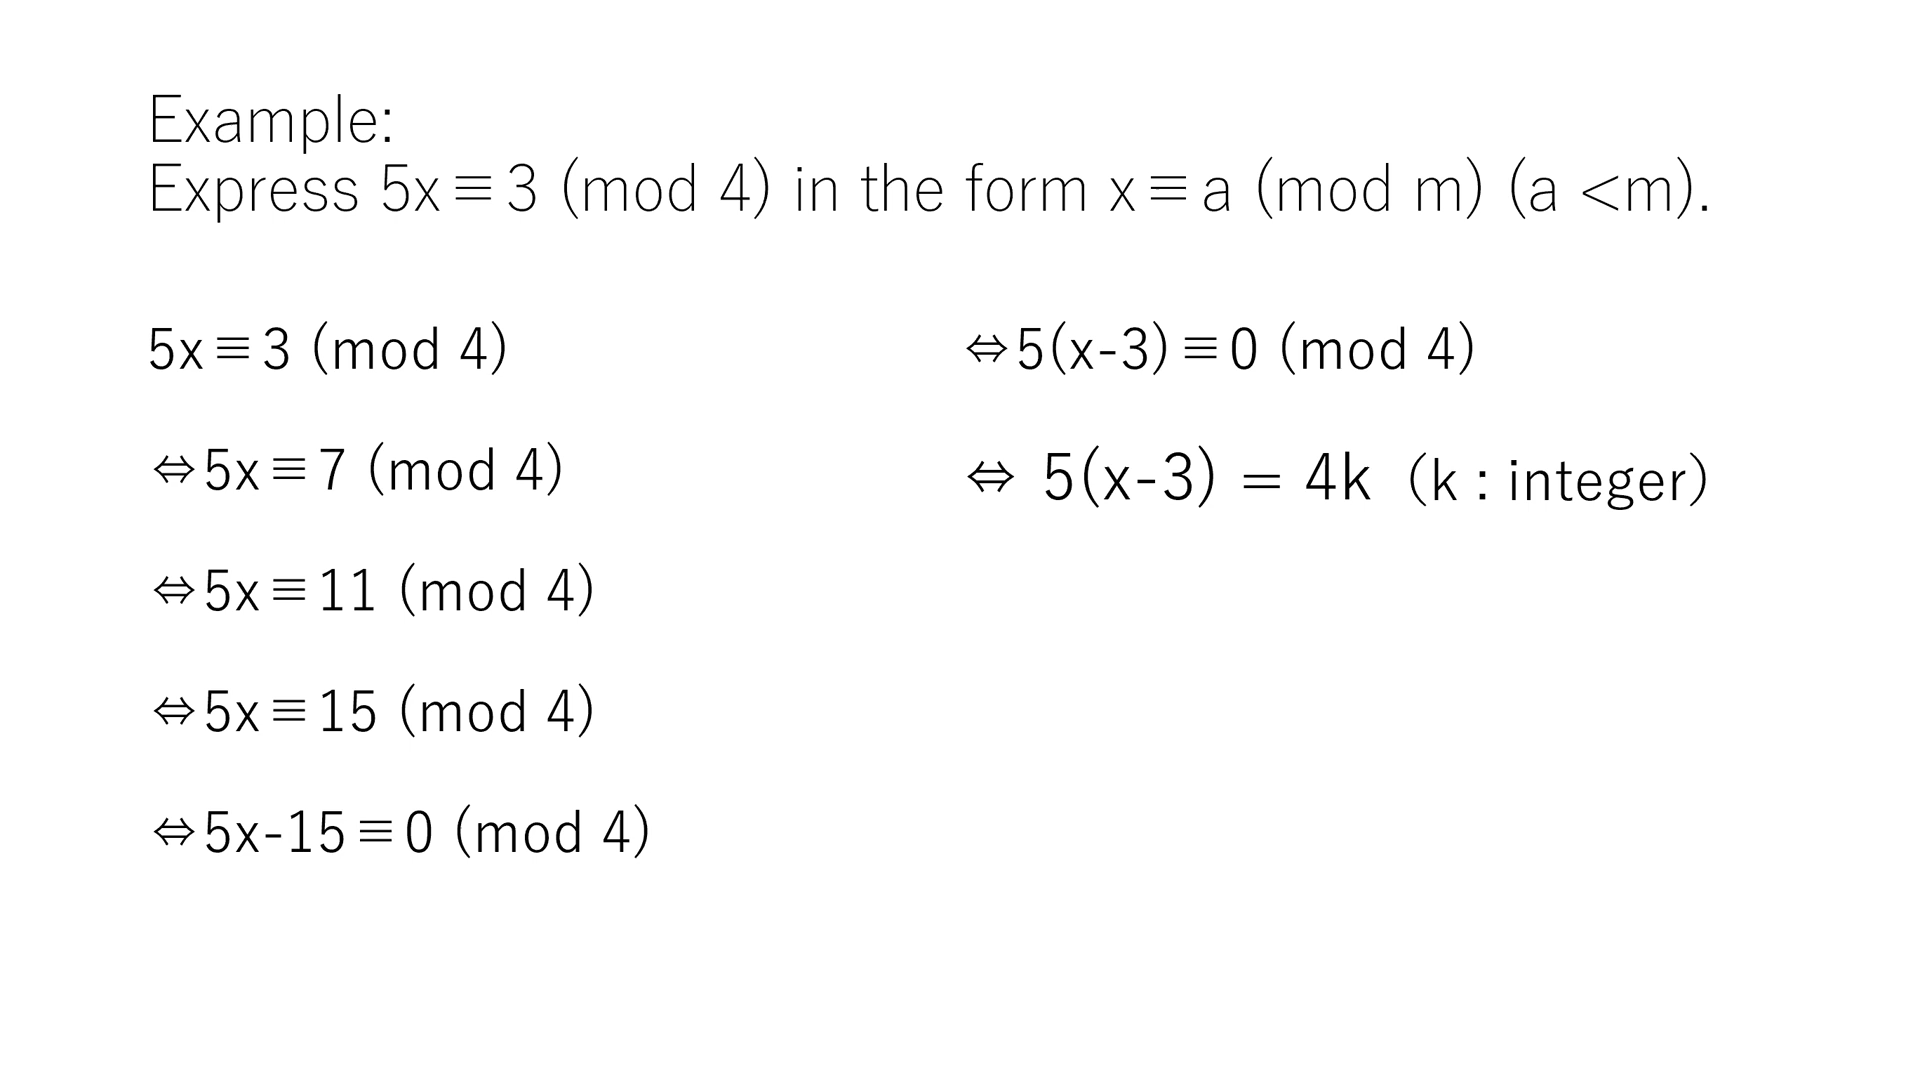 Example:
Express 5x≡3 (mod 4) in the form x≡a (mod m) (a <m).
5x≡3 (mod 4)
⇔5x≡7 (mod 4)
⇔5x≡11 (mod 4)
⇔5x≡15 (mod 4)
⇔5x-15≡0 (mod 4)
⇔5(x-3)≡0 (mod 4)
⇔ 5(x-3) = 4k (k : integer)